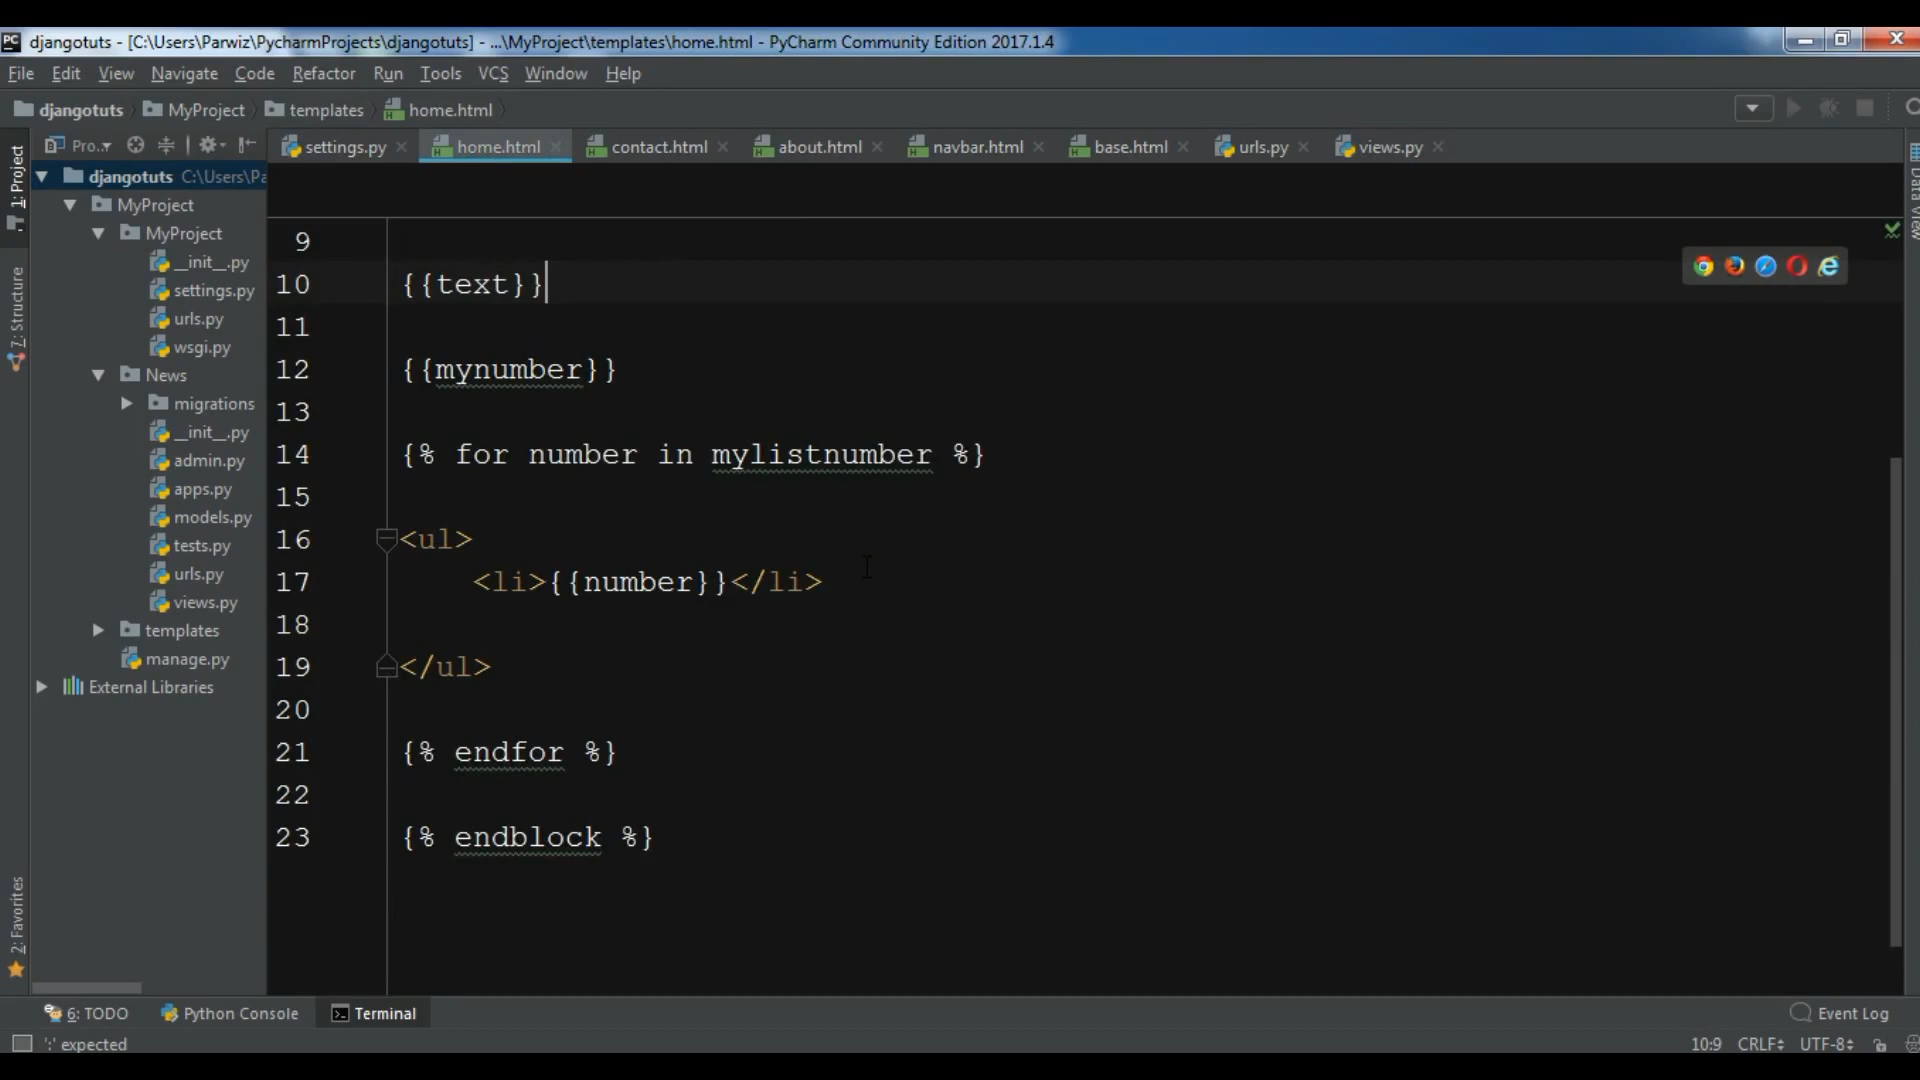 djangotuts - [C:\Users\Parwiz\PycharmProjects\djangotuts] - ...\MyProject\templates\home.html - PyCharm Community Edition 2017.1.4
File Edit View Navigate Code Refactor Run Tools VCS Window Help
djangotuts MyProject templates home.html
Pro..
settings.py home.html contact.html about.html navbar.html base.html urls.py views.py
1: Project
7: Structure
2: Favorites
Data View
djangotuts C:\Users\Pa
MyProject
MyProject
__init__.py
settings.py
urls.py
wsgi.py
News
migrations
__init__.py
admin.py
apps.py
models.py
tests.py
urls.py
views.py
templates
manage.py
External Libraries
9
10 {{text}}
11
12 {{mynumber}}
13
14 {% for number in mylistnumber %}
15
16 <ul>
17 <li>{{number}}</li>
18
19 </ul>
20
21 {% endfor %}
22
23 {% endblock %}
6: TODO Python Console Terminal Event Log
':' expected 10:9 CRLF UTF-8